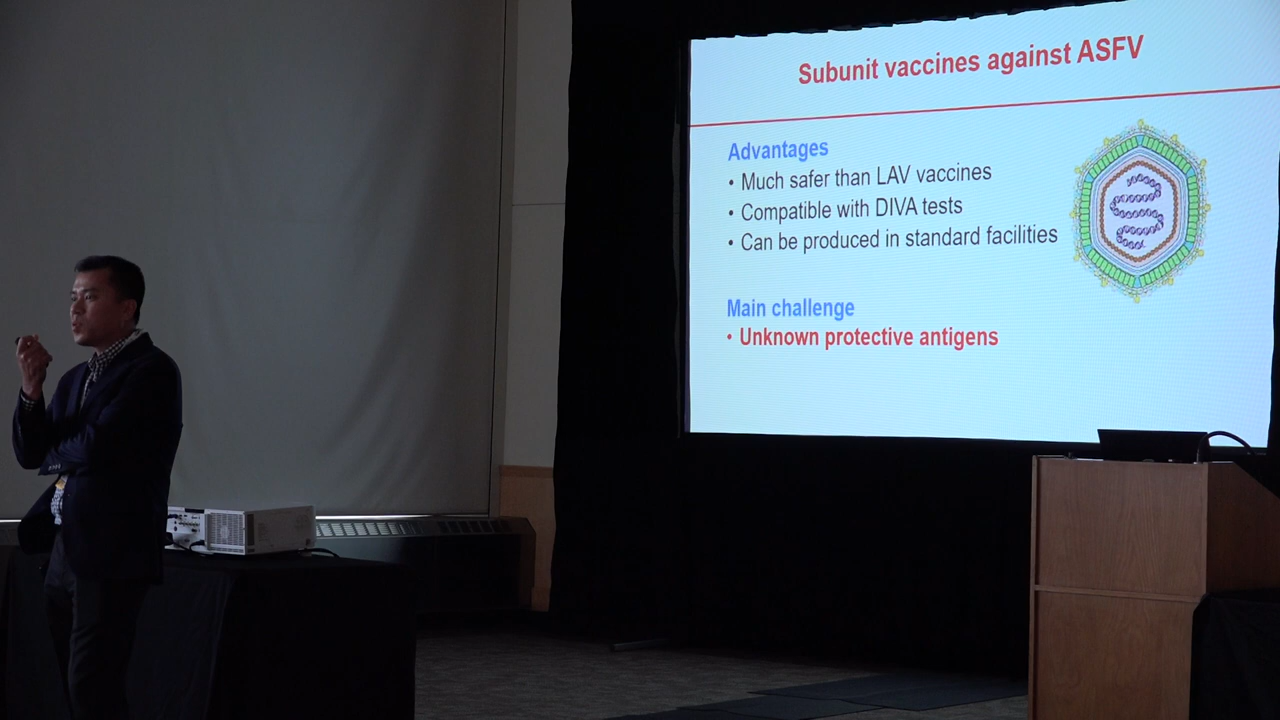 Subunit vaccines against ASFV
Advantages
• Much safer than LAV vaccines
• Compatible with DIVA tests
• Can be produced in standard facilities
Main challenge
• Unknown protective antigens